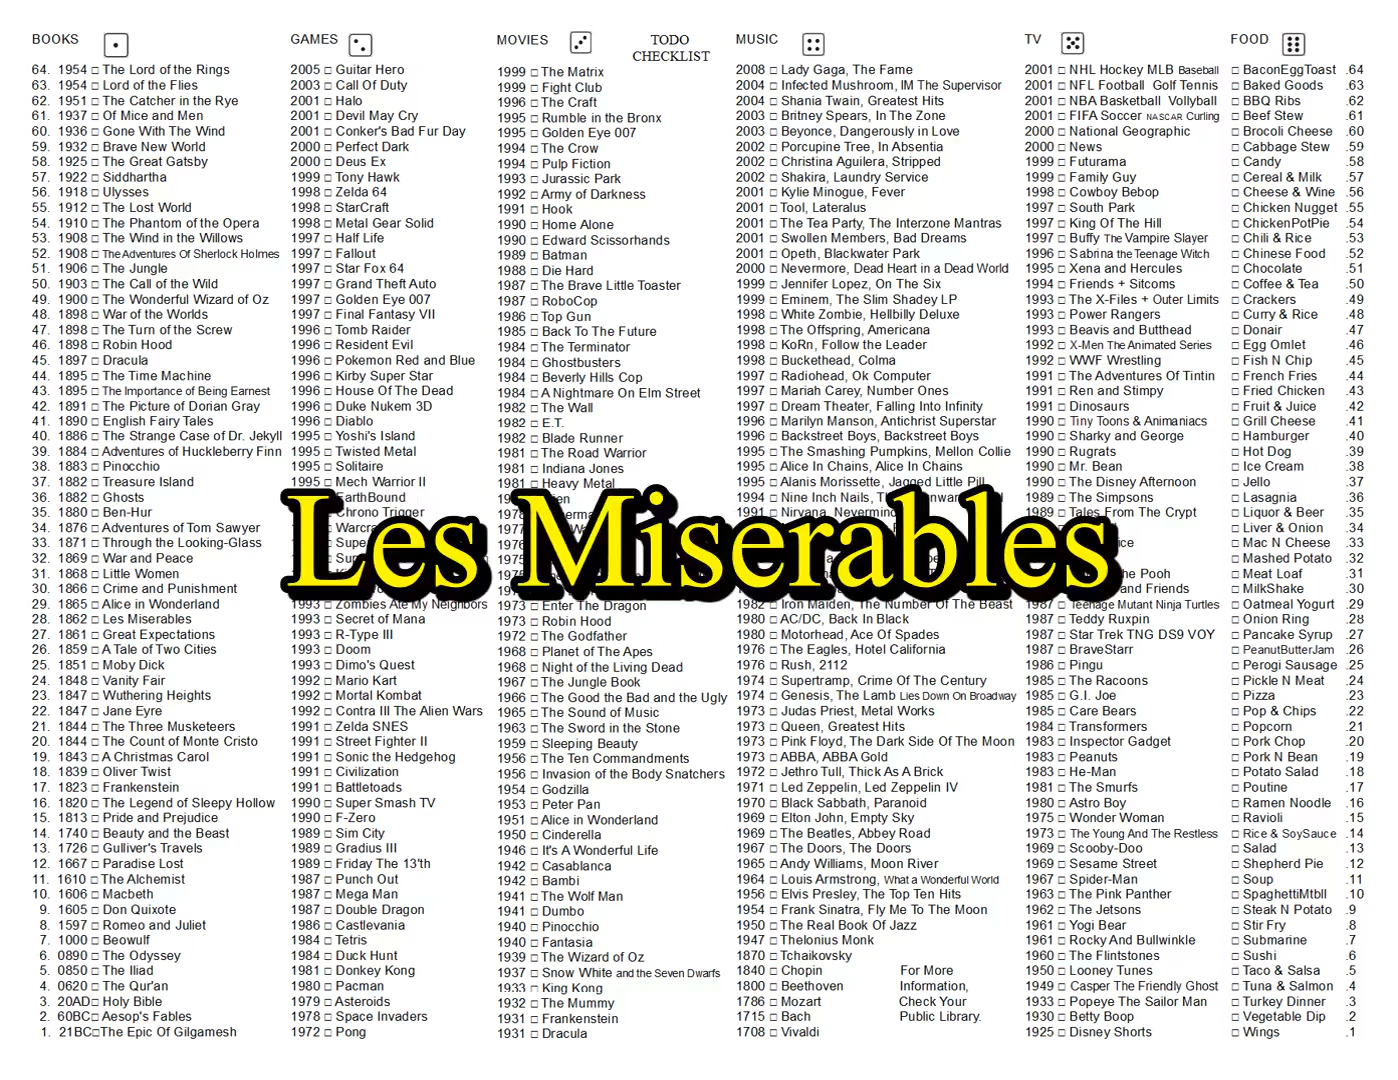 BOOKS
64. 1954 □ The Lord of the Rings
63. 1954 □ Lord of the Flies
62. 1951 □ The Catcher in the Rye
61. 1937 □ Of Mice and Men
60. 1936 □ Gone With The Wind
59. 1932 □ Brave New World
58. 1925 □ The Great Gatsby
57. 1922 □ Siddhartha
56. 1918 □ Ulysses
55. 1912 □ The Lost World
54. 1910 □ The Phantom of the Opera
53. 1908 □ The Wind in the Willows
52. 1908 □ The Adventures Of Sherlock Holmes
51. 1906 □ The Jungle
50. 1903 □ The Call of the Wild
49. 1900 □ The Wonderful Wizard of Oz
48. 1898 □ War of the Worlds
47. 1898 □ The Turn of the Screw
46. 1898 □ Robin Hood
45. 1897 □ Dracula
44. 1895 □ The Time Machine
43. 1895 □ The Importance of Being Earnest
42. 1891 □ The Picture of Dorian Gray
41. 1890 □ English Fairy Tales
40. 1886 □ The Strange Case of Dr. Jekyll
39. 1884 □ Adventures of Huckleberry Finn
38. 1883 □ Pinocchio
37. 1882 □ Treasure Island
36. 1882 □ Ghosts
35. 1880 □ Ben-Hur
34. 1876 □ Adventures of Tom Sawyer
33. 1871 □ Through the Looking-Glass
32. 1869 □ War and Peace
31. 1868 □ Little Women
30. 1866 □ Crime and Punishment
29. 1865 □ Alice in Wonderland
28. 1862 □ Les Miserables
27. 1861 □ Great Expectations
26. 1859 □ A Tale of Two Cities
25. 1851 □ Moby Dick
24. 1848 □ Vanity Fair
23. 1847 □ Wuthering Heights
22. 1847 □ Jane Eyre
21. 1844 □ The Three Musketeers
20. 1844 □ The Count of Monte Cristo
19. 1843 □ A Christmas Carol
18. 1839 □ Oliver Twist
17. 1823 □ Frankenstein
16. 1820 □ The Legend of Sleepy Hollow
15. 1813 □ Pride and Prejudice
14. 1740 □ Beauty and the Beast
13. 1726 □ Gulliver's Travels
12. 1667 □ Paradise Lost
11. 1610 □ The Alchemist
10. 1606 □ Macbeth
9. 1605 □ Don Quixote
8. 1597 □ Romeo and Juliet
7. 1000 □ Beowulf
6. 0890 □ The Odyssey
5. 0850 □ The Iliad
4. 0620 □ The Qur'an
3. 20AD□ Holy Bible
2. 60BC□ Aesop's Fables
1. 21BC□The Epic Of Gilgamesh
GAMES
2005 □ Guitar Hero
2003 □ Call Of Duty
2001 □ Halo
2001 □ Devil May Cry
2001 □ Conker's Bad Fur Day
2000 □ Perfect Dark
2000 □ Deus Ex
1999 □ Tony Hawk
1998 □ Zelda 64
1998 □ StarCraft
1998 □ Metal Gear Solid
1997 □ Half Life
1997 □ Fallout
1997 □ Star Fox 64
1997 □ Grand Theft Auto
1997 □ Golden Eye 007
1997 □ Final Fantasy VII
1996 □ Tomb Raider
1996 □ Resident Evil
1996 □ Pokemon Red and Blue
1996 □ Kirby Super Star
1996 □ House Of The Dead
1996 □ Duke Nukem 3D
1996 □ Diablo
1995 □ Yoshi's Island
1995 □ Twisted Metal
1995 □ Solitaire
1995 □ Mech Warrior II
EarthBound
Chrono Trigger
1993 □ Zombies Ate My Neighbors
1993 □ Secret of Mana
1993 □ R-Type III
1993 □ Doom
1993 □ Dimo's Quest
1992 □ Mario Kart
1992 □ Mortal Kombat
1992 □ Contra III The Alien Wars
1991 □ Zelda SNES
1991 □ Street Fighter II
1991 □ Sonic the Hedgehog
1991 □ Civilization
1991 □ Battletoads
1990 □ Super Smash TV
1990 □ F-Zero
1989 □ Sim City
1989 □ Gradius III
1989 □ Friday The 13'th
1987 □ Punch Out
1987 □ Mega Man
1987 □ Double Dragon
1986 □ Castlevania
1984 □ Tetris
1984 □ Duck Hunt
1981 □ Donkey Kong
1980 □ Pacman
1979 □ Asteroids
1978 □ Space Invaders
1972 □ Pong
MOVIES
TODO
CHECKLIST
1999 □ The Matrix
1999 □ Fight Club
1996 □ The Craft
1995 □ Rumble in the Bronx
1995 □ Golden Eye 007
1994 □ The Crow
1994 □ Pulp Fiction
1993 □ Jurassic Park
1992 □ Army of Darkness
1991 □ Hook
1990 □ Home Alone
1990 □ Edward Scissorhands
1989 □ Batman
1988 □ Die Hard
1987 □ The Brave Little Toaster
1987 □ RoboCop
1986 □ Top Gun
1985 □ Back To The Future
1984 □ The Terminator
1984 □ Ghostbusters
1984 □ Beverly Hills Cop
1984 □ A Nightmare On Elm Street
1982 □ The Wall
1982 □ E.T.
1982 □ Blade Runner
1981 □ The Road Warrior
1981 □ Indiana Jones
1981 □ Heavy Metal
1973 □ Enter The Dragon
1973 □ Robin Hood
1972 □ The Godfather
1968 □ Planet of The Apes
1968 □ Night of the Living Dead
1967 □ The Jungle Book
1966 □ The Good the Bad and the Ugly
1965 □ The Sound of Music
1963 □ The Sword in the Stone
1959 □ Sleeping Beauty
1956 □ The Ten Commandments
1956 □ Invasion of the Body Snatchers
1954 □ Godzilla
1953 □ Peter Pan
1951 □ Alice in Wonderland
1950 □ Cinderella
1946 □ It's A Wonderful Life
1942 □ Casablanca
1942 □ Bambi
1941 □ The Wolf Man
1941 □ Dumbo
1940 □ Pinocchio
1940 □ Fantasia
1939 □ The Wizard of Oz
1937 □ Snow White and the Seven Dwarfs
1933 □ King Kong
1932 □ The Mummy
1931 □ Frankenstein
1931 □ Dracula
MUSIC
2008 □ Lady Gaga, The Fame
2004 □ Infected Mushroom, IM The Supervisor
2004 □ Shania Twain, Greatest Hits
2003 □ Britney Spears, In The Zone
2003 □ Beyonce, Dangerously in Love
2002 □ Porcupine Tree, In Absentia
2002 □ Christina Aguilera, Stripped
2002 □ Shakira, Laundry Service
2001 □ Kylie Minogue, Fever
2001 □ Tool, Lateralus
2001 □ The Tea Party, The Interzone Mantras
2001 □ Swollen Members, Bad Dreams
2001 □ Opeth, Blackwater Park
2000 □ Nevermore, Dead Heart in a Dead World
1999 □ Jennifer Lopez, On The Six
1999 □ Eminem, The Slim Shadey LP
1998 □ White Zombie, Hellbilly Deluxe
1998 □ The Offspring, Americana
1998 □ KoRn, Follow the Leader
1998 □ Buckethead, Colma
1997 □ Radiohead, Ok Computer
1997 □ Mariah Carey, Number Ones
1997 □ Dream Theater, Falling Into Infinity
1996 □ Marilyn Manson, Antichrist Superstar
1996 □ Backstreet Boys, Backstreet Boys
1995 □ The Smashing Pumpkins, Mellon Collie
1995 □ Alice In Chains, Alice In Chains
1995 □ Alanis Morissette, Jagged Little Pill
1994 □ Nine Inch Nails,
1991 □ Nirvana,
1982 □ Iron Maiden, The Number Of The Beast
1980 □ AC/DC, Back In Black
1980 □ Motorhead, Ace Of Spades
1976 □ The Eagles, Hotel California
1976 □ Rush, 2112
1974 □ Supertramp, Crime Of The Century
1974 □ Genesis, The Lamb Lies Down On Broadway
1973 □ Judas Priest, Metal Works
1973 □ Queen, Greatest Hits
1973 □ Pink Floyd, The Dark Side Of The Moon
1973 □ ABBA, ABBA Gold
1972 □ Jethro Tull, Thick As A Brick
1971 □ Led Zeppelin, Led Zeppelin IV
1970 □ Black Sabbath, Paranoid
1969 □ Elton John, Empty Sky
1969 □ The Beatles, Abbey Road
1967 □ The Doors, The Doors
1965 □ Andy Williams, Moon River
1964 □ Louis Armstrong, What a Wonderful World
1956 □ Elvis Presley, The Top Ten Hits
1954 □ Frank Sinatra, Fly Me To The Moon
1950 □ The Real Book Of Jazz
1947 □ Thelonius Monk
1870 □ Tchaikovsky
1840 □ Chopin
1800 □ Beethoven
1786 □ Mozart
1715 □ Bach
1708 □ Vivaldi
For More
Information,
Check Your
Public Library.
TV
2001 □ NHL Hockey MLB Baseball
2001 □ NFL Football Golf Tennis
2001 □ NBA Basketball Vollyball
2001 □ FIFA Soccer NASCAR Curling
2000 □ National Geographic
2000 □ News
1999 □ Futurama
1999 □ Family Guy
1998 □ Cowboy Bebop
1997 □ South Park
1997 □ King Of The Hill
1997 □ Buffy The Vampire Slayer
1996 □ Sabrina the Teenage Witch
1995 □ Xena and Hercules
1994 □ Friends + Sitcoms
1993 □ The X-Files + Outer Limits
1993 □ Power Rangers
1993 □ Beavis and Butthead
1992 □ X-Men The Animated Series
1992 □ WWF Wrestling
1991 □ The Adventures Of Tintin
1991 □ Ren and Stimpy
1991 □ Dinosaurs
1990 □ Tiny Toons & Animaniacs
1990 □ Sharky and George
1990 □ Rugrats
1990 □ Mr. Bean
1990 □ The Disney Afternoon
1989 □ The Simpsons
1989 □ Tales From The Crypt
the Pooh
and Friends
1987 □ Teenage Mutant Ninja Turtles
1987 □ Teddy Ruxpin
1987 □ Star Trek TNG DS9 VOY
1987 □ BraveStarr
1986 □ Pingu
1985 □ The Racoons
1985 □ G.I. Joe
1985 □ Care Bears
1984 □ Transformers
1983 □ Inspector Gadget
1983 □ Peanuts
1983 □ He-Man
1981 □ The Smurfs
1980 □ Astro Boy
1975 □ Wonder Woman
1973 □ The Young And The Restless
1969 □ Scooby-Doo
1969 □ Sesame Street
1967 □ Spider-Man
1963 □ The Pink Panther
1962 □ The Jetsons
1961 □ Yogi Bear
1961 □ Rocky And Bullwinkle
1960 □ The Flintstones
1950 □ Looney Tunes
1949 □ Casper The Friendly Ghost
1933 □ Popeye The Sailor Man
1930 □ Betty Boop
1925 □ Disney Shorts
FOOD
□ BaconEggToast .64
□ Baked Goods .63
□ BBQ Ribs .62
□ Beef Stew .61
□ Brocoli Cheese .60
□ Cabbage Stew .59
□ Candy .58
□ Cereal & Milk .57
□ Cheese & Wine .56
□ Chicken Nugget .55
□ ChickenPotPie .54
□ Chili & Rice .53
□ Chinese Food .52
□ Chocolate .51
□ Coffee & Tea .50
□ Crackers .49
□ Curry & Rice .48
□ Donair .47
□ Egg Omlet .46
□ Fish N Chip .45
□ French Fries .44
□ Fried Chicken .43
□ Fruit & Juice .42
□ Grill Cheese .41
□ Hamburger .40
□ Hot Dog .39
□ Ice Cream .38
□ Jello .37
□ Lasagnia .36
□ Liquor & Beer .35
□ Liver & Onion .34
□ Mac N Cheese .33
□ Mashed Potato .32
□ Meat Loaf .31
□ MilkShake .30
□ Oatmeal Yogurt .29
□ Onion Ring .28
□ Pancake Syrup .27
□ PeanutButterJam .26
□ Perogi Sausage .25
□ Pickle N Meat .24
□ Pizza .23
□ Pop & Chips .22
□ Popcorn .21
□ Pork Chop .20
□ Pork N Bean .19
□ Potato Salad .18
□ Poutine .17
□ Ramen Noodle .16
□ Ravioli .15
□ Rice & SoySauce .14
□ Salad .13
□ Shepherd Pie .12
□ Soup .11
□ SpaghettiMtbll .10
□ Steak N Potato .9
□ Stir Fry .8
□ Submarine .7
□ Sushi .6
□ Taco & Salsa .5
□ Tuna & Salmon .4
□ Turkey Dinner .3
□ Vegetable Dip .2
□ Wings .1
Les Miserables